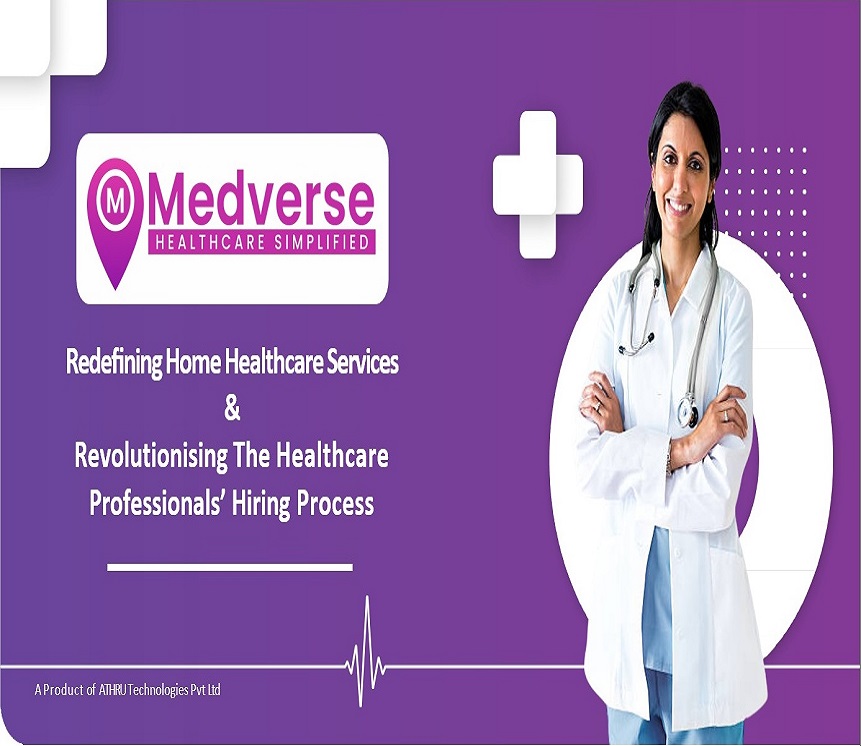 M
Medverse
HEALTHCARE SIMPLIFIED
Redefining Home Healthcare Services
&
Revolutionising The Healthcare
Professionals’ Hiring Process
A Product of ATHRU Technologies Pvt Ltd